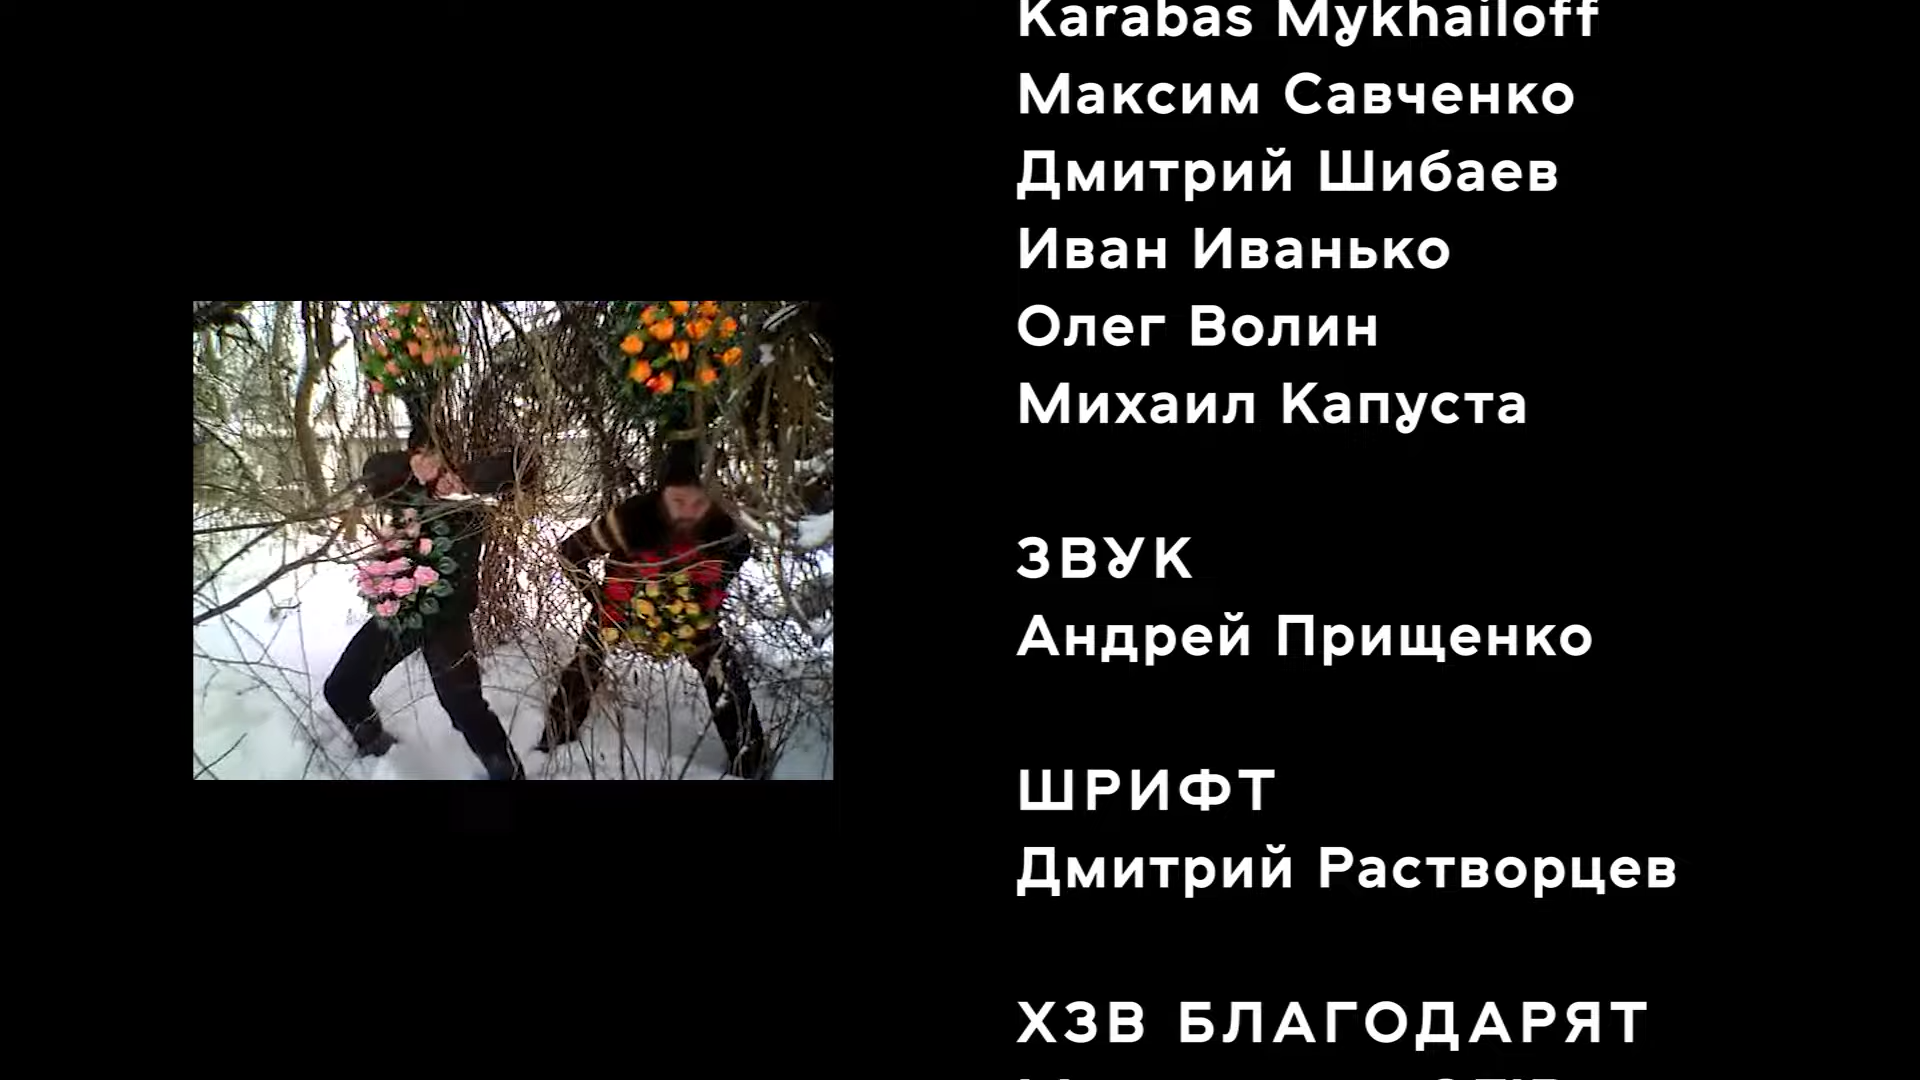 Karabas Mykhailoff
Максим Савченко
Дмитрий Шибаев
Иван Иванько
Олег Волин
Михаил Капуста
ЗВУК
Андрей Прищенко
ШРИФТ
Дмитрий Растворцев
ХЗВ БЛАГОДАРЯТ